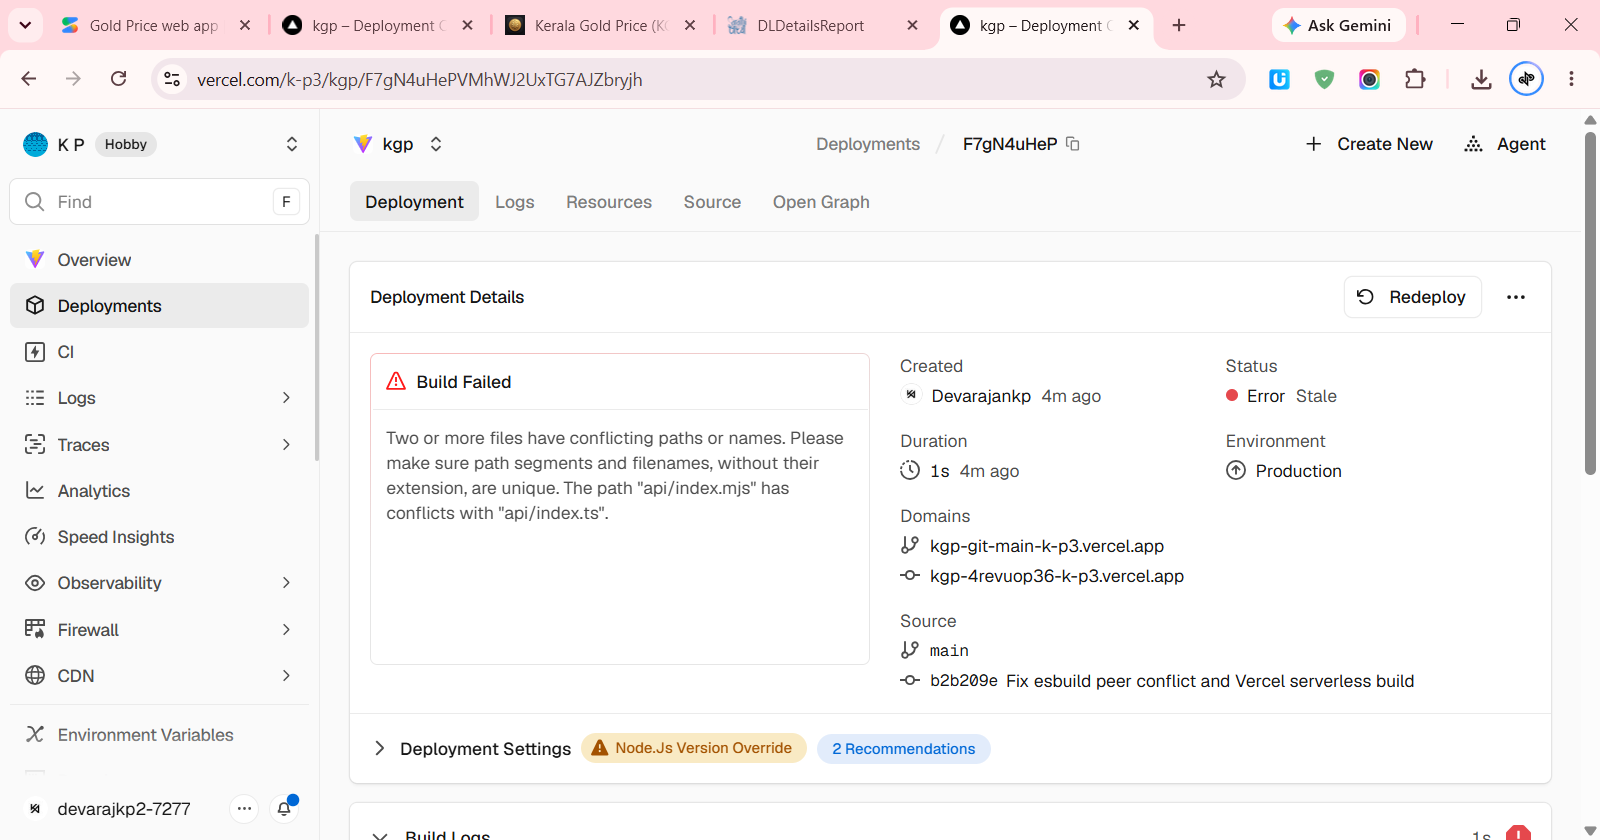 Gold Price web app
kgp – Deployment
Kerala Gold Price (K
DLDetailsReport
kgp – Deployment
Ask Gemini
vercel.com/k-p3/kgp/F7gN4uHePVMhWJ2UxTG7AJZbryjh
K P
Hobby
kgp
Deployments / F7gN4uHeP
Create New
Agent
Find
F
Deployment
Logs
Resources
Source
Open Graph
Overview
Deployments
CI
Logs
Traces
Analytics
Speed Insights
Observability
Firewall
CDN
Environment Variables
devarajkp2-7277
Deployment Details
Redeploy
Build Failed
Two or more files have conflicting paths or names. Please
make sure path segments and filenames, without their
extension, are unique. The path "api/index.mjs" has
conflicts with "api/index.ts".
Created
Devarajankp 4m ago
Status
Error Stale
Duration
1s 4m ago
Environment
Production
Domains
kgp-git-main-k-p3.vercel.app
kgp-4revuop36-k-p3.vercel.app
Source
main
b2b209e Fix esbuild peer conflict and Vercel serverless build
Deployment Settings
Node.Js Version Override
2 Recommendations
Build Logs
1s